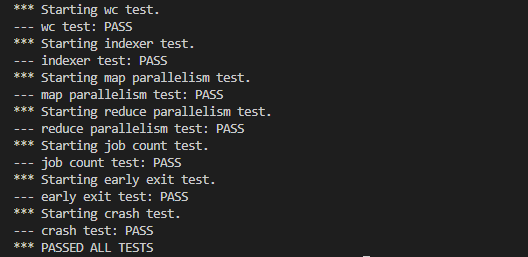 *** Starting wc test.
--- wc test: PASS
*** Starting indexer test.
--- indexer test: PASS
*** Starting map parallelism test.
--- map parallelism test: PASS
*** Starting reduce parallelism test.
--- reduce parallelism test: PASS
*** Starting job count test.
--- job count test: PASS
*** Starting early exit test.
--- early exit test: PASS
*** Starting crash test.
--- crash test: PASS
*** PASSED ALL TESTS